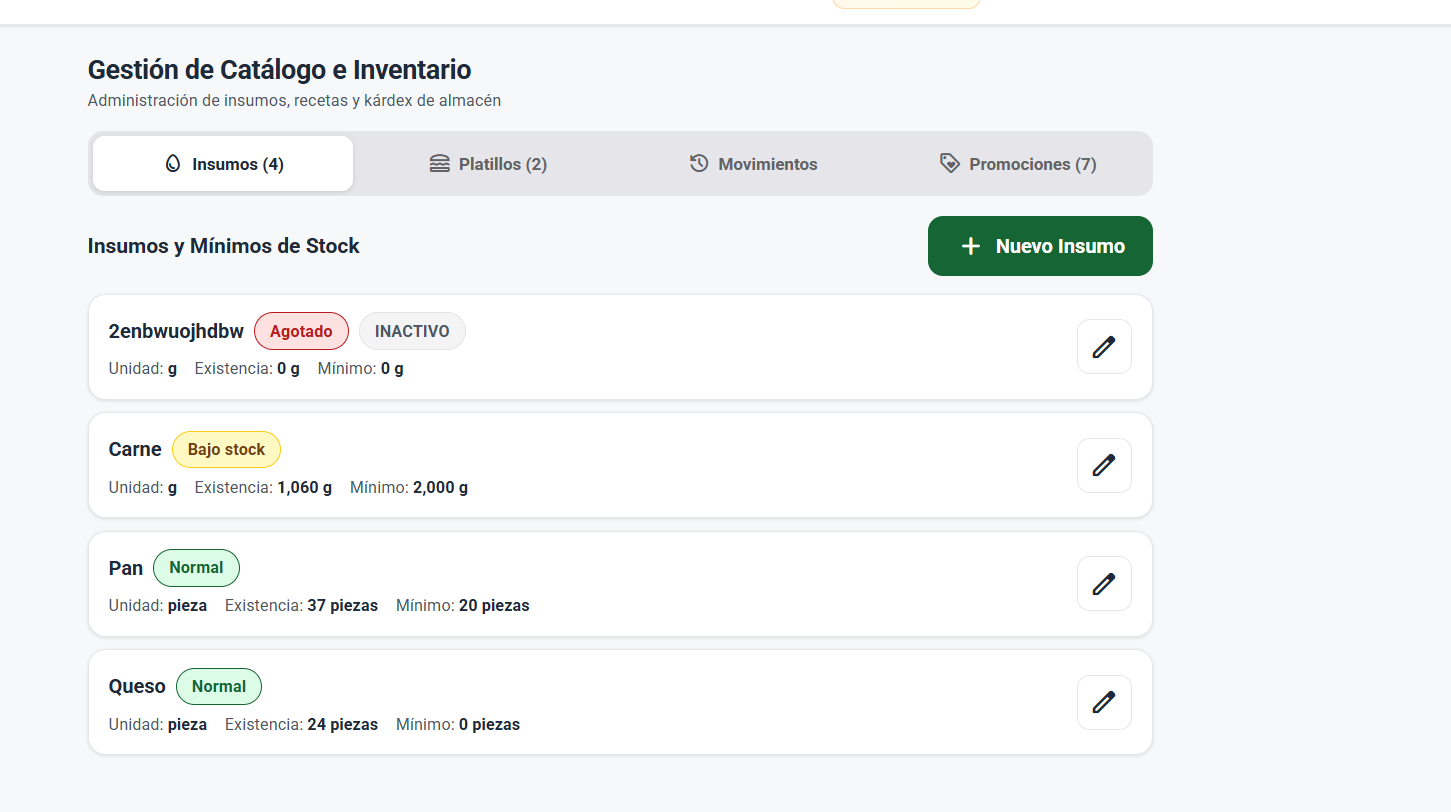 Gestión de Catálogo e Inventario
Administración de insumos, recetas y kárdex de almacén
Insumos (4) Platillos (2) Movimientos Promociones (7)
Insumos y Mínimos de Stock
Nuevo Insumo
2enbwuojhdbw Agotado INACTIVO
Unidad: g Existencia: 0 g Mínimo: 0 g
Carne Bajo stock
Unidad: g Existencia: 1,060 g Mínimo: 2,000 g
Pan Normal
Unidad: pieza Existencia: 37 piezas Mínimo: 20 piezas
Queso Normal
Unidad: pieza Existencia: 24 piezas Mínimo: 0 piezas